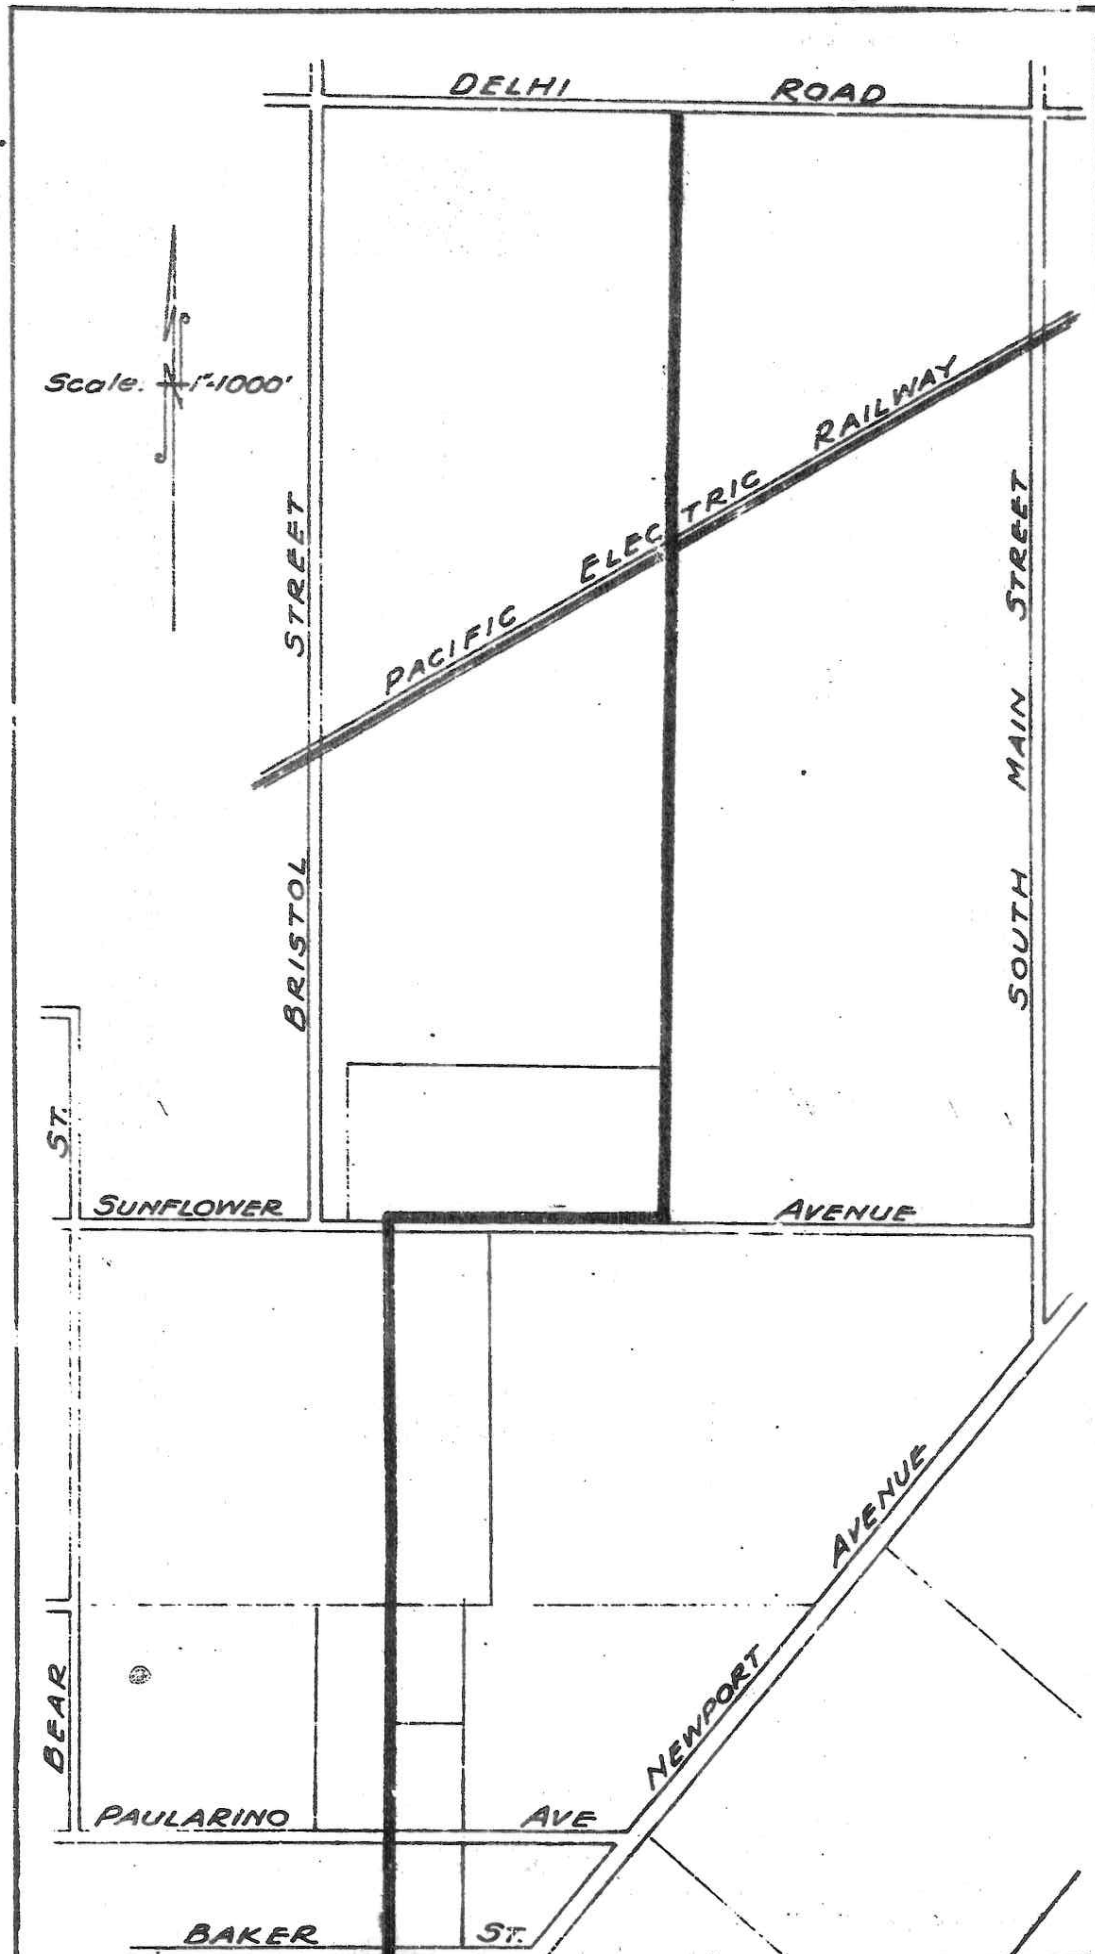 DELHI ROAD
Scale. N 1"-1000'
PACIFIC ELECTRIC RAILWAY
BRISTOL STREET
SOUTH MAIN STREET
BEAR ST.
SUNFLOWER AVENUE
NEWPORT AVENUE
PAULARINO AVE
BAKER ST.